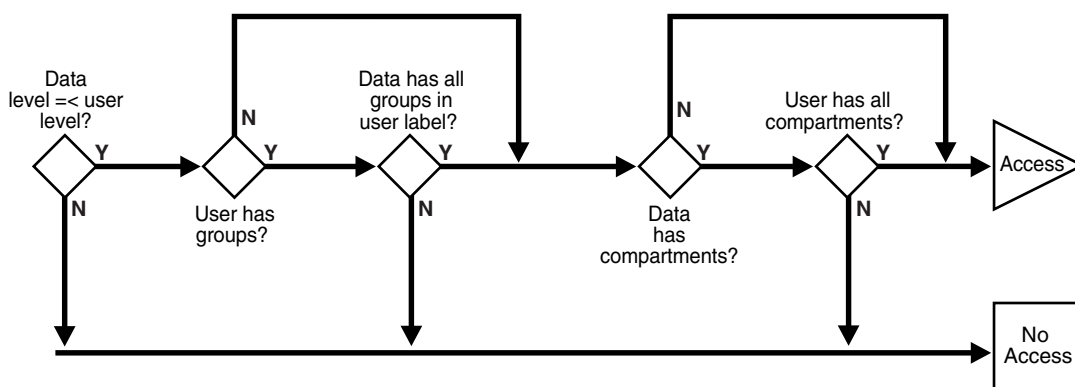 Data
level =< user
level?
Y
N
N
Y
User has
groups?
Data has all
groups in
user label?
Y
N
N
Y
Data
has
compartments?
User has all
compartments?
Y
N
Access
No
Access